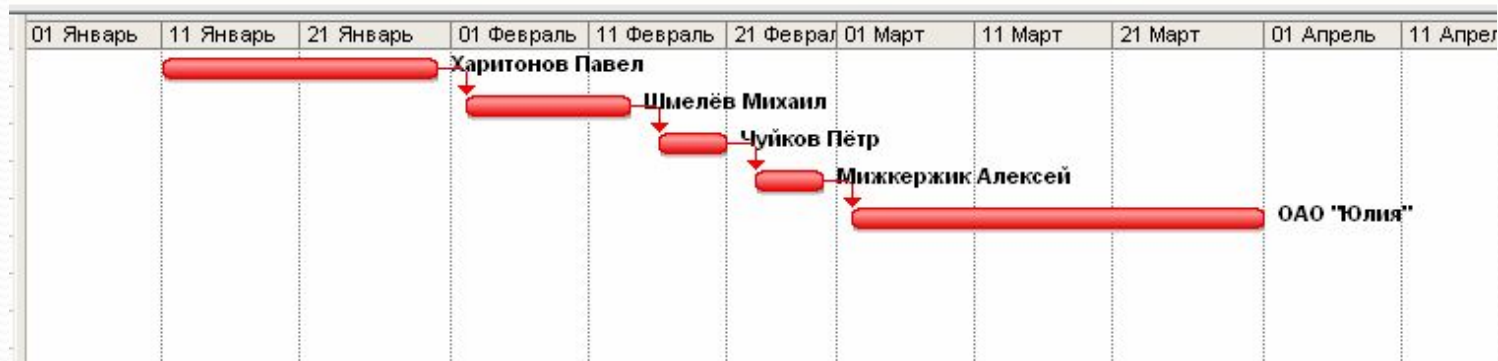 01 Январь 11 Январь 21 Январь 01 Февраль 11 Февраль 21 Феврал 01 Март 11 Март 21 Март 01 Апрель 11 Апрел
Харитонов Павел
Шмелёв Михаил
Чуйков Пётр
Мижкержик Алексей
ОАО "Юлия"